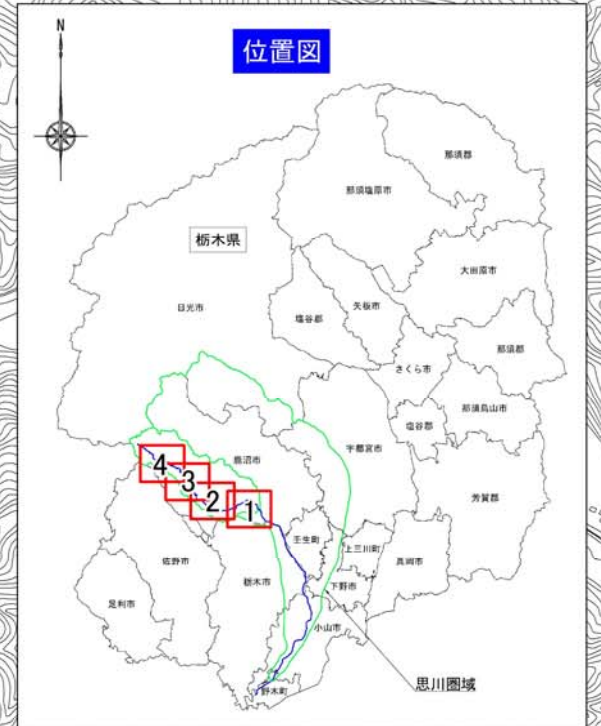 N
位置図
那須郡
那須塩原市
栃木県
大田原市
日光市
塩谷郡
矢板市
那須郡
さくら市
那須烏山市
塩谷郡
鹿沼市
宇都宮市
4
3
2
1
芳賀郡
壬生町
上三川町
佐野市
真岡市
栃木市
下野市
足利市
小山市
思川圏域
野木町